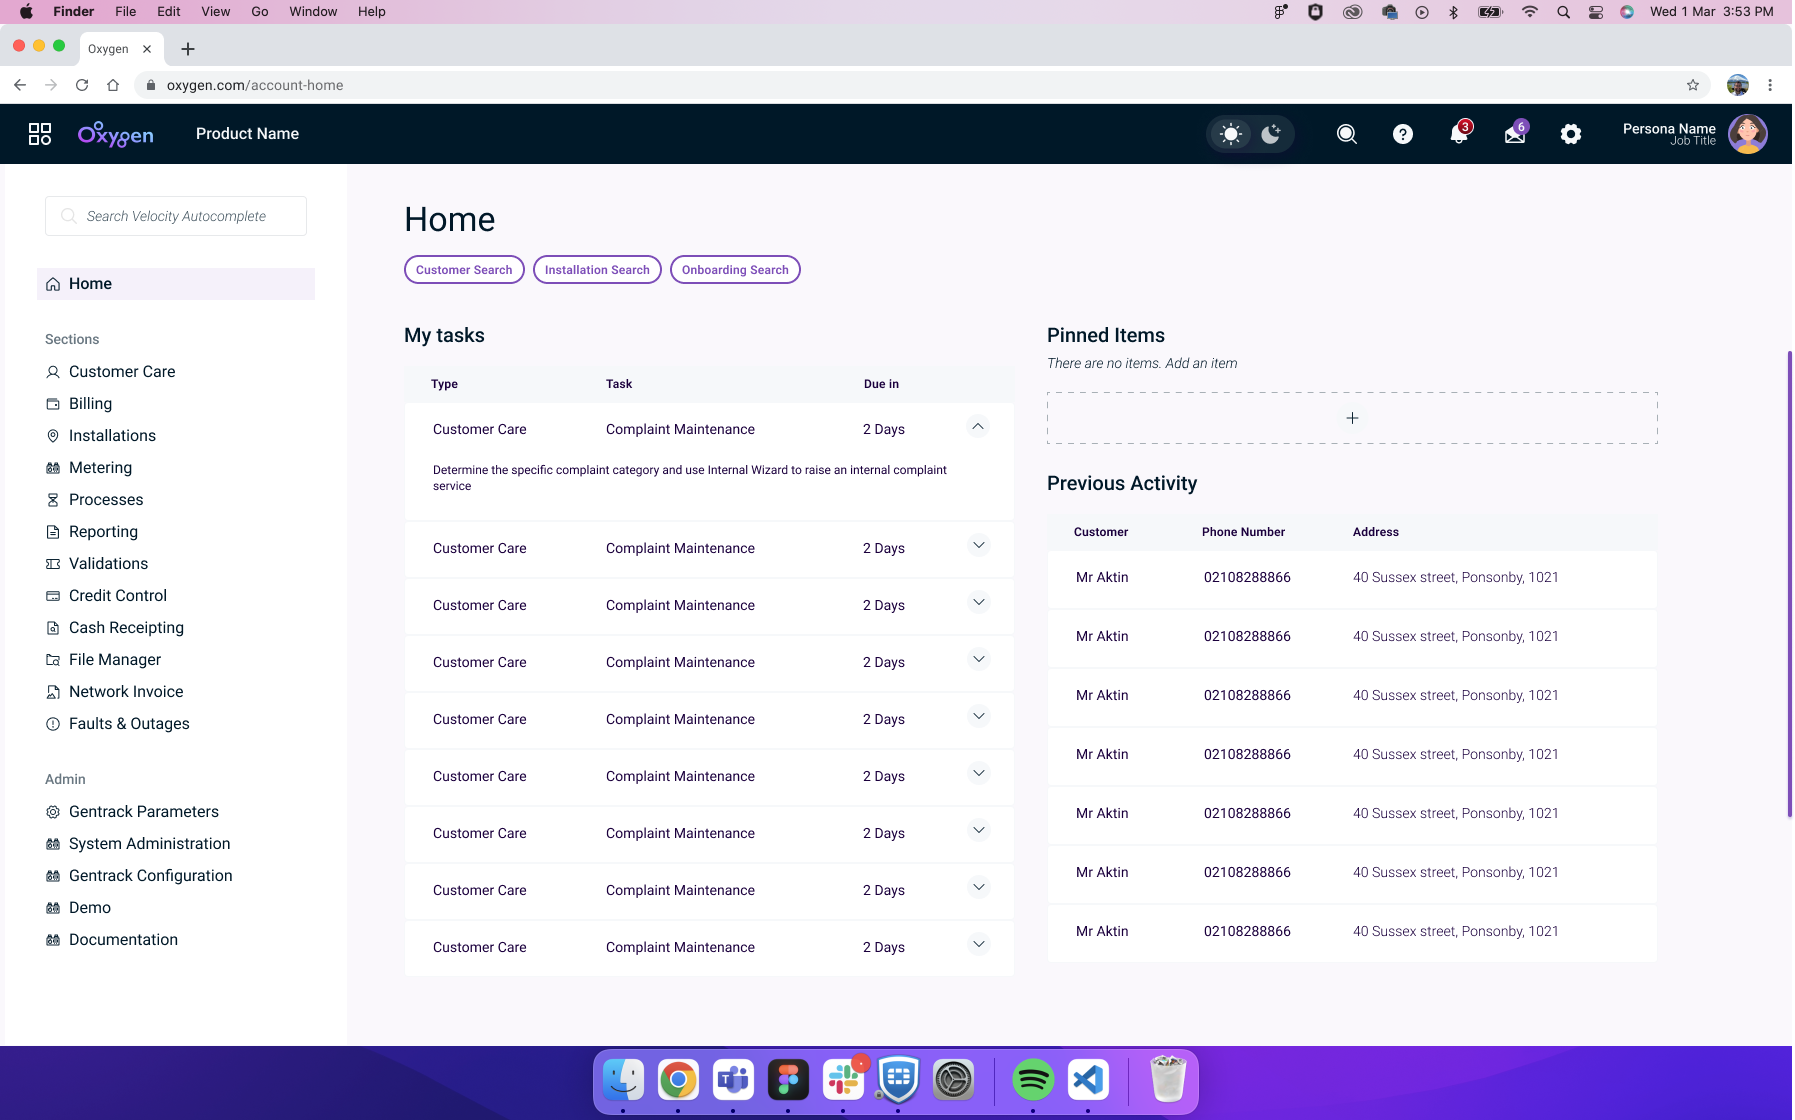 Finder File Edit View Go Window Help Wed 1 Mar 3:53 PM
Oxygen
oxygen.com/account-home
Oxygen Product Name 3 6 Persona Name
Job Title
Search Velocity Autocomplete
Home
Sections
Customer Care
Billing
Installations
Metering
Processes
Reporting
Validations
Credit Control
Cash Receipting
File Manager
Network Invoice
Faults & Outages
Admin
Gentrack Parameters
System Administration
Gentrack Configuration
Demo
Documentation
Home
Customer Search Installation Search Onboarding Search
My tasks
Type Task Due in
Customer Care Complaint Maintenance 2 Days
Determine the specific complaint category and use Internal Wizard to raise an internal complaint
service
Customer Care Complaint Maintenance 2 Days
Customer Care Complaint Maintenance 2 Days
Customer Care Complaint Maintenance 2 Days
Customer Care Complaint Maintenance 2 Days
Customer Care Complaint Maintenance 2 Days
Customer Care Complaint Maintenance 2 Days
Customer Care Complaint Maintenance 2 Days
Customer Care Complaint Maintenance 2 Days
Pinned Items
There are no items. Add an item
Previous Activity
Customer Phone Number Address
Mr Aktin 02108288866 40 Sussex street, Ponsonby, 1021
Mr Aktin 02108288866 40 Sussex street, Ponsonby, 1021
Mr Aktin 02108288866 40 Sussex street, Ponsonby, 1021
Mr Aktin 02108288866 40 Sussex street, Ponsonby, 1021
Mr Aktin 02108288866 40 Sussex street, Ponsonby, 1021
Mr Aktin 02108288866 40 Sussex street, Ponsonby, 1021
Mr Aktin 02108288866 40 Sussex street, Ponsonby, 1021